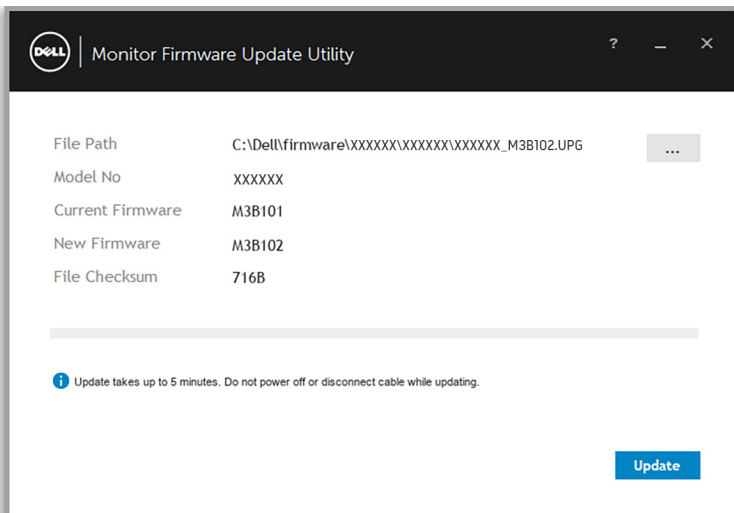 DELL Monitor Firmware Update Utility ? _ ×
File Path C:\Dell\firmware\XXXXXX\XXXXXX\XXXXXX_M3B102.UPG ...
Model No XXXXXX
Current Firmware M3B101
New Firmware M3B102
File Checksum 716B
Update takes up to 5 minutes. Do not power off or disconnect cable while updating.
Update